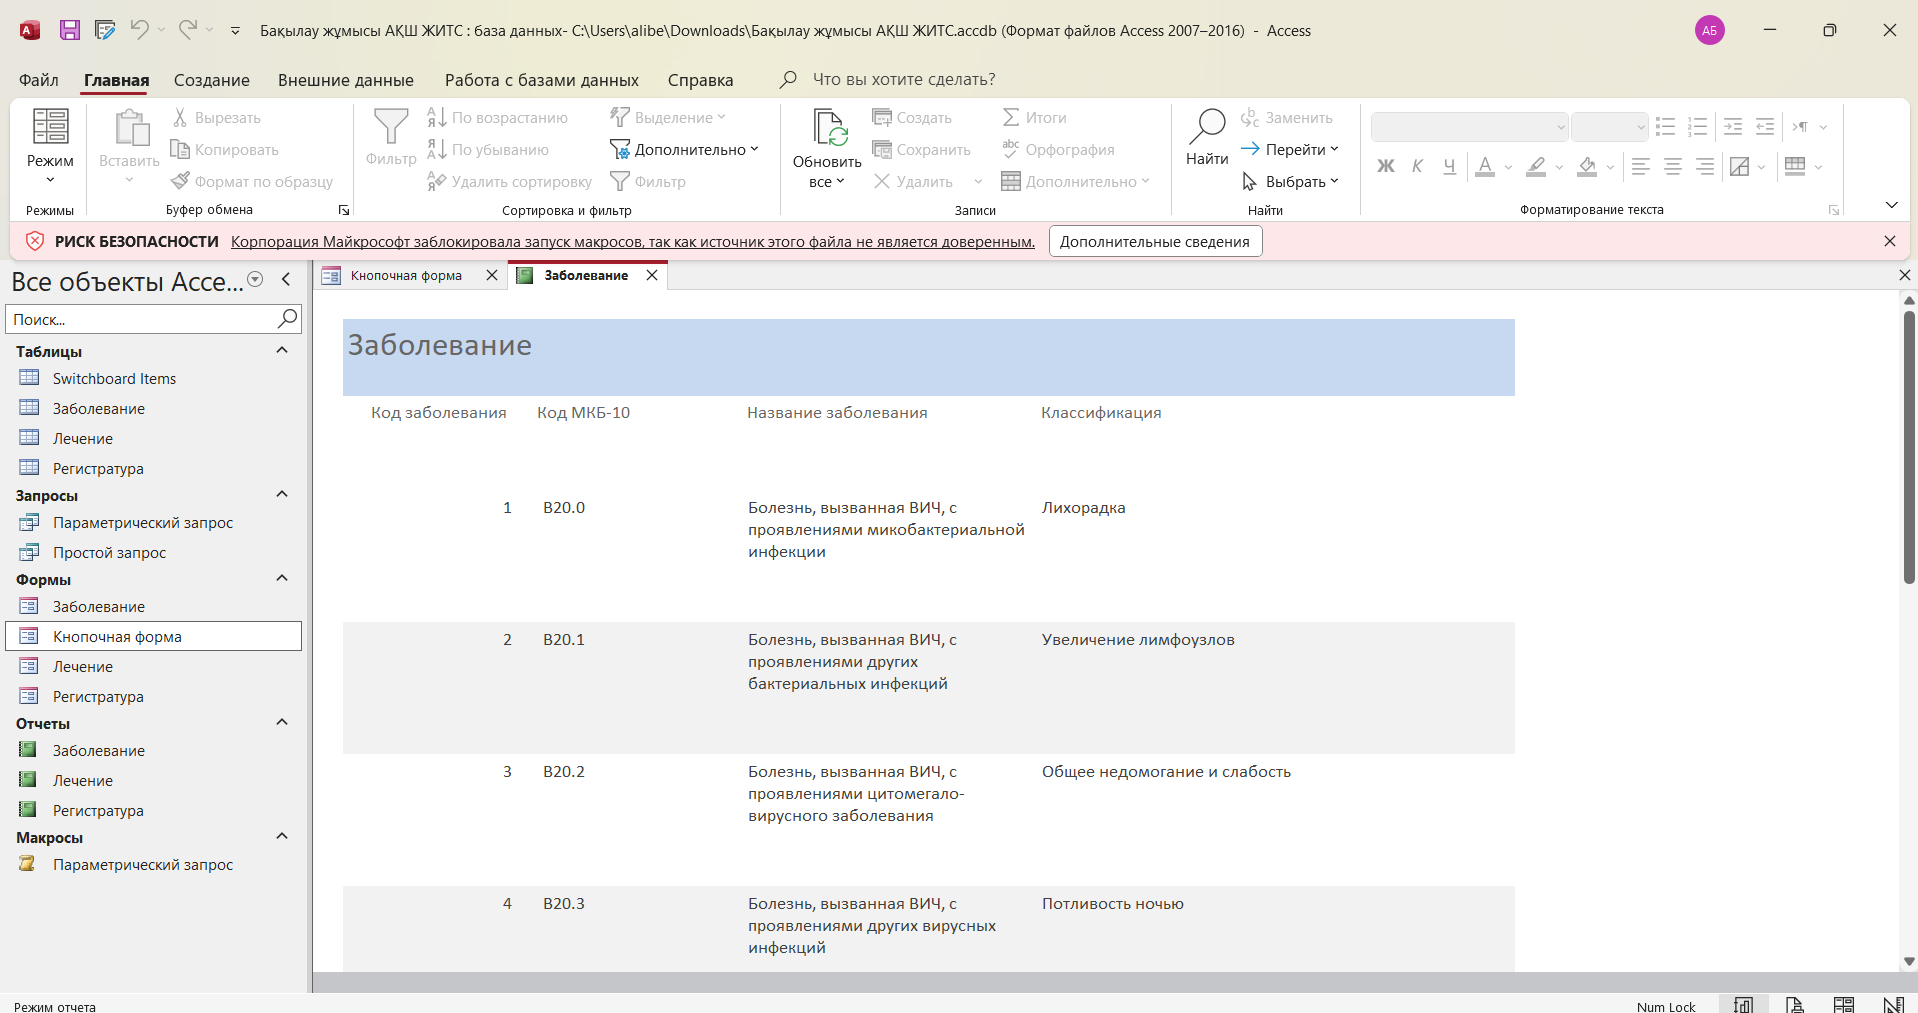 Бақылау жұмысы АҚШ ЖИТС : база данных- C:\Users\alibe\Downloads\Бақылау жұмысы АҚШ ЖИТС.accdb (Формат файлов Access 2007–2016) - Access
АБ
Файл Главная Создание Внешние данные Работа с базами данных Справка Что вы хотите сделать?
Режим
Режимы
Вставить
Вырезать
Копировать
Формат по образцу
Буфер обмена
Фильтр
По возрастанию
По убыванию
Удалить сортировку
Выделение
Дополнительно
Фильтр
Сортировка и фильтр
Обновить
все
Создать
Сохранить
Удалить
Итоги
Орфография
Дополнительно
Записи
Найти
Заменить
Перейти
Выбрать
Найти
Ж К Ч А
Форматирование текста
РИСК БЕЗОПАСНОСТИ Корпорация Майкрософт заблокировала запуск макросов, так как источник этого файла не является доверенным. Дополнительные сведения
Все объекты Acce...
Поиск...
Таблицы
Switchboard Items
Заболевание
Лечение
Регистратура
Запросы
Параметрический запрос
Простой запрос
Формы
Заболевание
Кнопочная форма
Лечение
Регистратура
Отчеты
Заболевание
Лечение
Регистратура
Макросы
Параметрический запрос
Кнопочная форма Заболевание
Заболевание
Код заболевания Код МКБ-10 Название заболевания Классификация
1 B20.0 Болезнь, вызванная ВИЧ, с Лихорадка
проявлениями микобактериальной
инфекции
2 B20.1 Болезнь, вызванная ВИЧ, с Увеличение лимфоузлов
проявлениями других
бактериальных инфекций
3 B20.2 Болезнь, вызванная ВИЧ, с Общее недомогание и слабость
проявлениями цитомегало-
вирусного заболевания
4 B20.3 Болезнь, вызванная ВИЧ, с Потливость ночью
проявлениями других вирусных
инфекций
Режим отчета
Num Lock